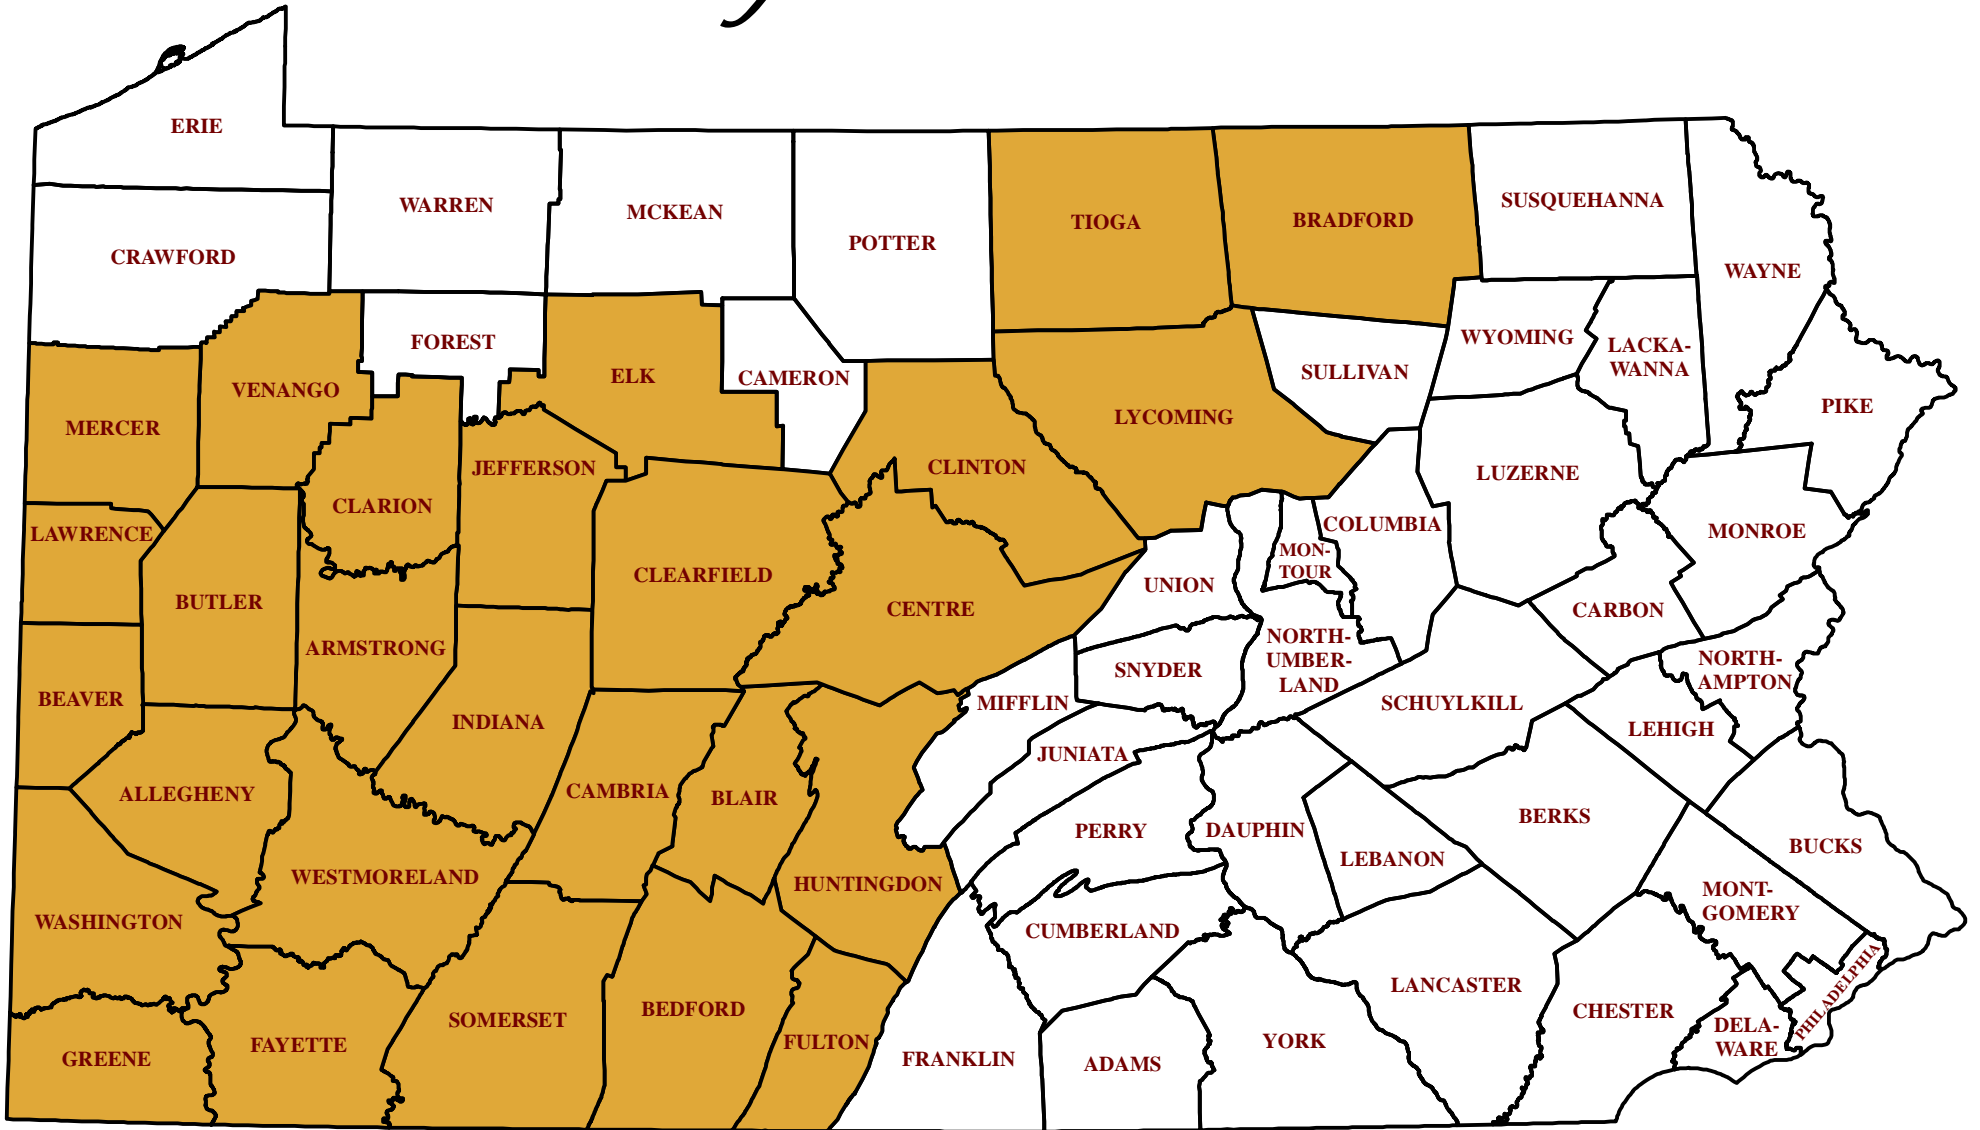 ERIE
WARREN
MCKEAN
POTTER
TIOGA
BRADFORD
SUSQUEHANNA
WAYNE
CRAWFORD
FOREST
ELK
CAMERON
SULLIVAN
WYOMING
LACKA-
WANNA
PIKE
MERCER
VENANGO
JEFFERSON
CLINTON
LYCOMING
LUZERNE
LAWRENCE
CLARION
CLEARFIELD
COLUMBIA
MON-
TOUR
MONROE
BUTLER
CENTRE
UNION
CARBON
BEAVER
ARMSTRONG
INDIANA
SNYDER
NORTH-
UMBER-
LAND
SCHUYLKILL
NORTH-
AMPTON
MIFFLIN
JUNIATA
LEHIGH
ALLEGHENY
CAMBRIA
BLAIR
PERRY
DAUPHIN
BERKS
BUCKS
WESTMORELAND
HUNTINGDON
LEBANON
MONT-
GOMERY
WASHINGTON
CUMBERLAND
LANCASTER
PHILADELPHIA
GREENE
FAYETTE
SOMERSET
BEDFORD
FULTON
FRANKLIN
ADAMS
YORK
CHESTER
DELA-
WARE